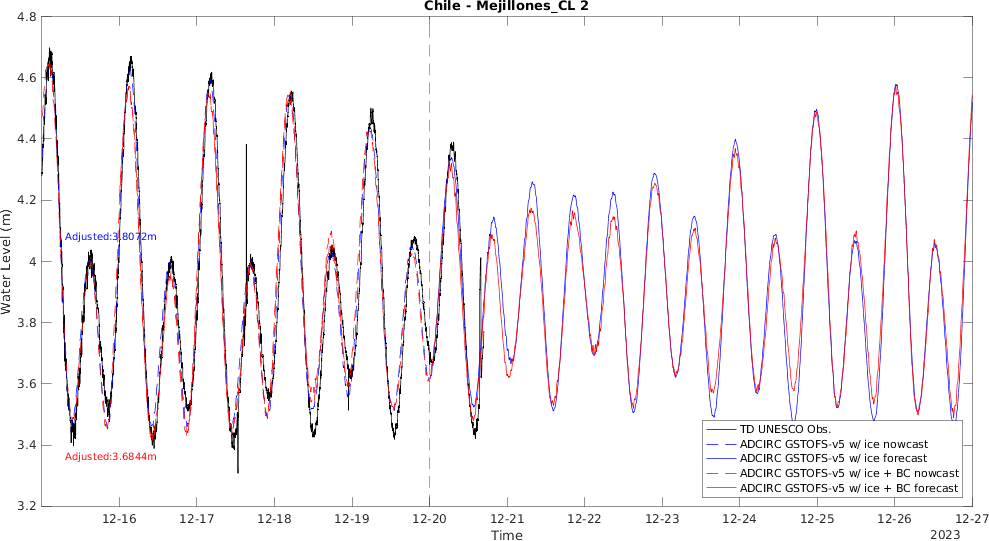 Chile - Mejillones_CL 2
4.8
4.6
4.4
4.2
4
3.8
3.6
3.4
3.2
Water Level (m)
Adjusted:3.8072m
Adjusted:3.6844m
TD UNESCO Obs.
ADCIRC GSTOFS-v5 w/ ice nowcast
ADCIRC GSTOFS-v5 w/ ice forecast
ADCIRC GSTOFS-v5 w/ ice + BC nowcast
ADCIRC GSTOFS-v5 w/ ice + BC forecast
12-16 12-17 12-18 12-19 12-20 12-21 12-22 12-23 12-24 12-25 12-26 12-27
Time
2023